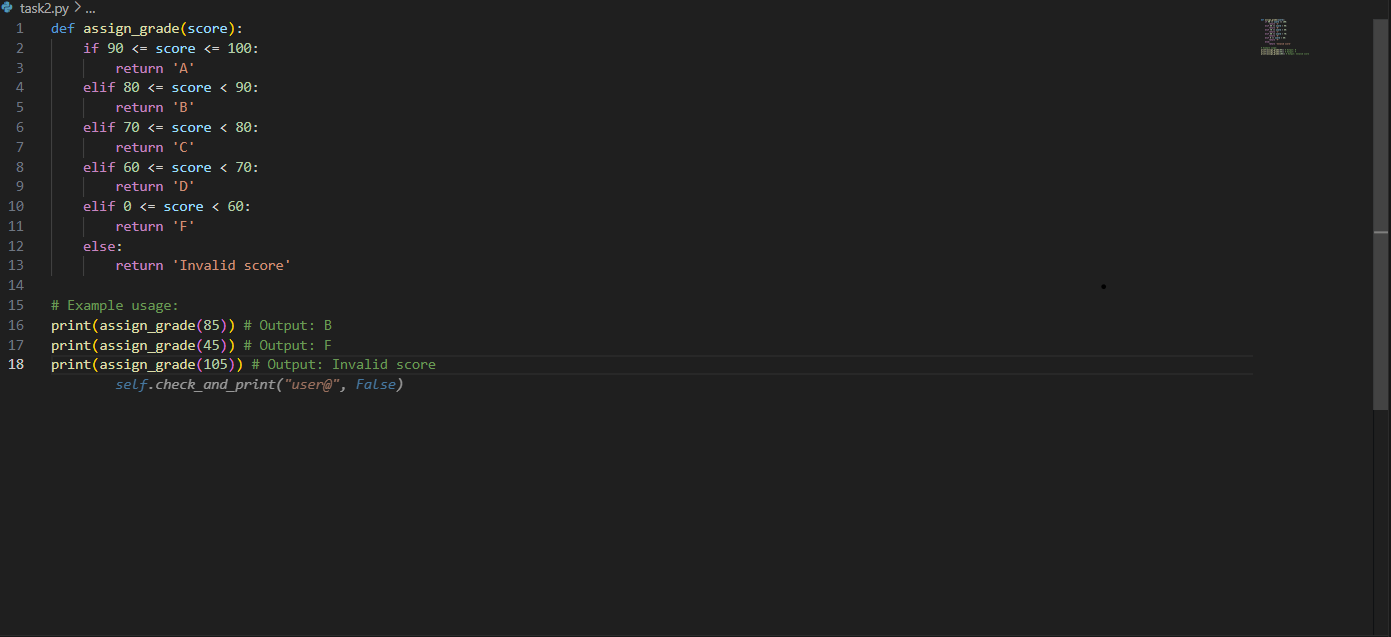 task2.py > ...
1 def assign_grade(score):
2     if 90 <= score <= 100:
3         return 'A'
4     elif 80 <= score < 90:
5         return 'B'
6     elif 70 <= score < 80:
7         return 'C'
8     elif 60 <= score < 70:
9         return 'D'
10     elif 0 <= score < 60:
11         return 'F'
12     else:
13         return 'Invalid score'
14
15 # Example usage:
16 print(assign_grade(85)) # Output: B
17 print(assign_grade(45)) # Output: F
18 print(assign_grade(105)) # Output: Invalid score
        self.check_and_print("user@", False)